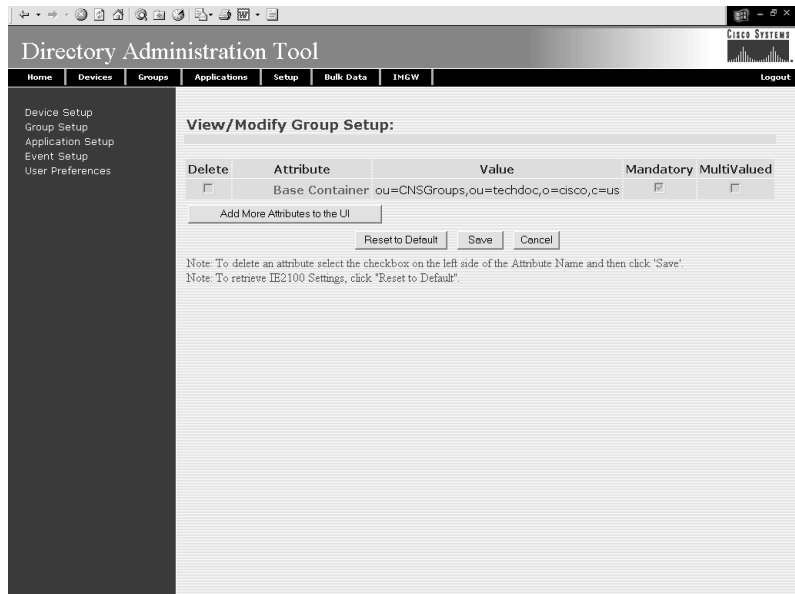 CISCO SYSTEMS
Directory Administration Tool
Home Devices Groups Applications Setup Bulk Data IMGW Logout
Device Setup
Group Setup
Application Setup
Event Setup
User Preferences
View/Modify Group Setup:
Delete Attribute Value Mandatory MultiValued
Base Container ou=CNSGroups,ou=techdoc,o=cisco,c=us
Add More Attributes to the UI
Reset to Default Save Cancel
Note: To delete an attribute select the checkbox on the left side of the Attribute Name and then click 'Save'.
Note: To retrieve IE2100 Settings, click "Reset to Default".